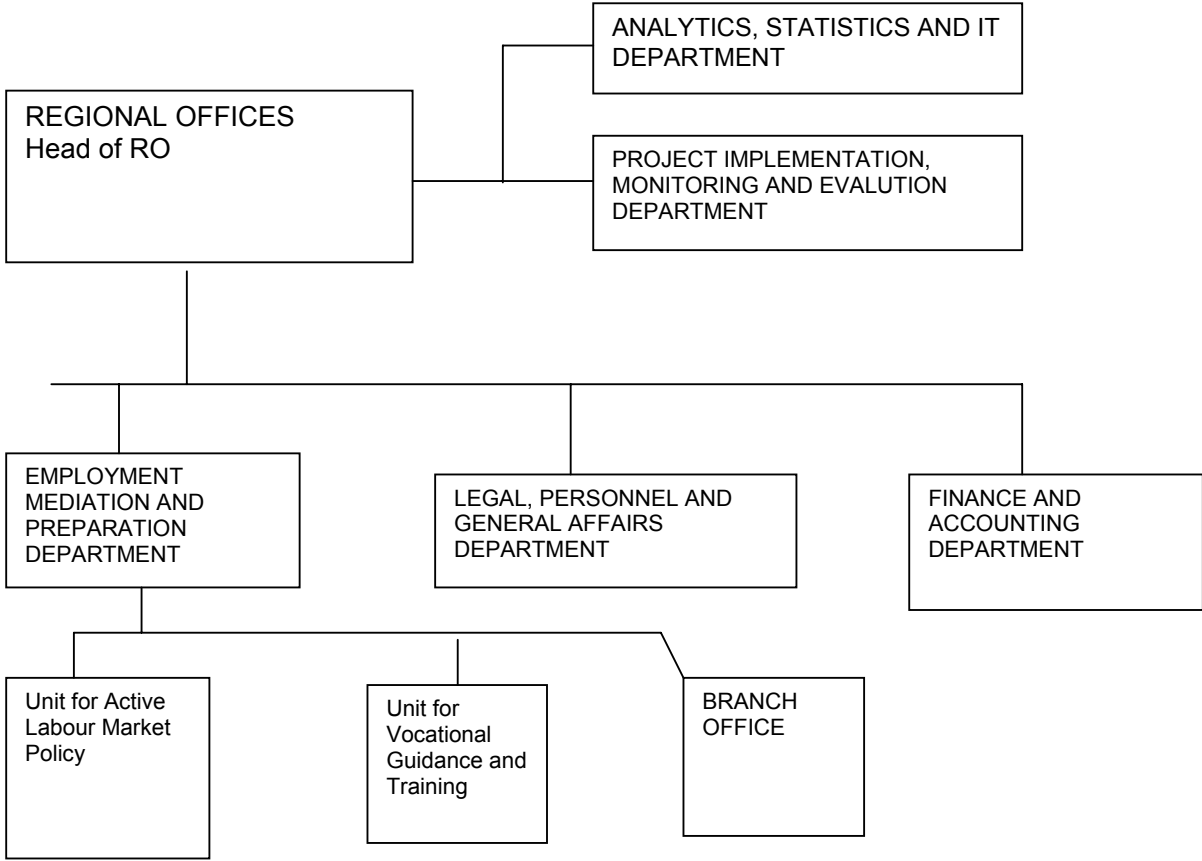 ANALYTICS, STATISTICS AND IT
DEPARTMENT
REGIONAL OFFICES
Head of RO
PROJECT IMPLEMENTATION,
MONITORING AND EVALUTION
DEPARTMENT
EMPLOYMENT
MEDIATION AND
PREPARATION
DEPARTMENT
LEGAL, PERSONNEL AND
GENERAL AFFAIRS
DEPARTMENT
FINANCE AND
ACCOUNTING
DEPARTMENT
Unit for Active
Labour Market
Policy
Unit for
Vocational
Guidance and
Training
BRANCH
OFFICE